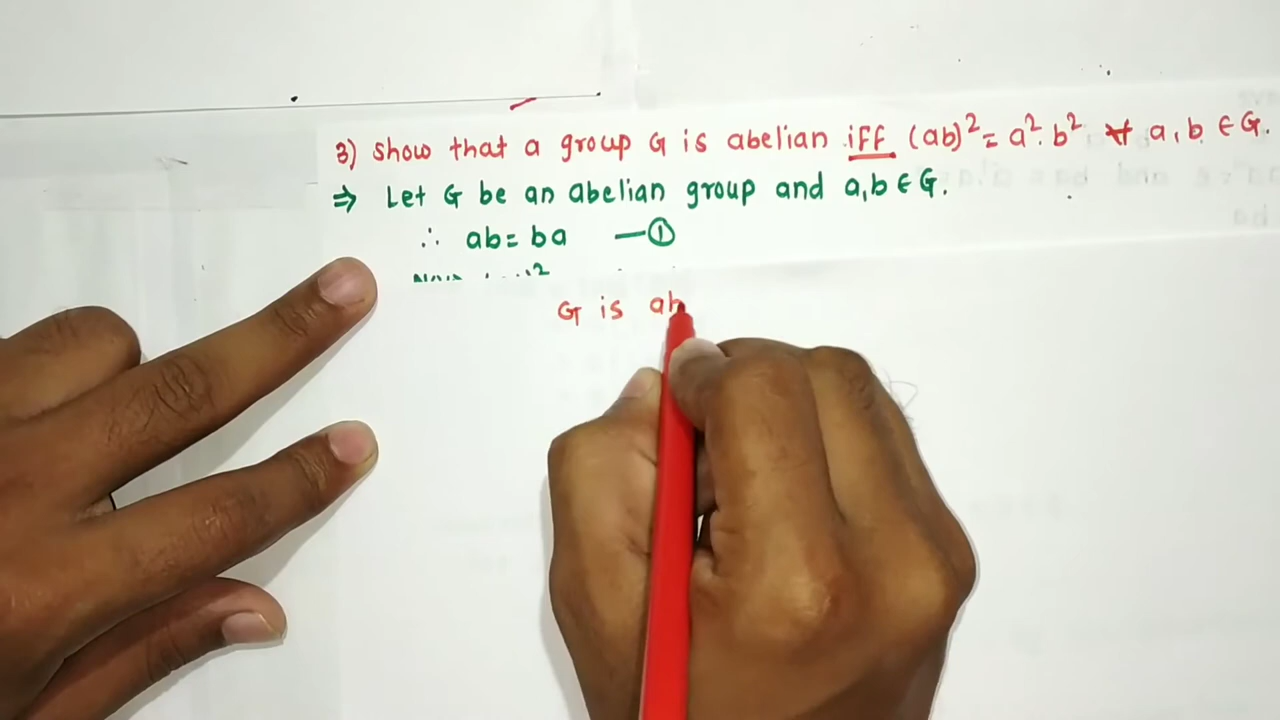 3) show that a group G is abelian iff (ab)² = a². b² ∀ a, b ∈ G.
⇒ Let G be an abelian group and a,b ∈ G.
∴ ab = ba —①
G is ab